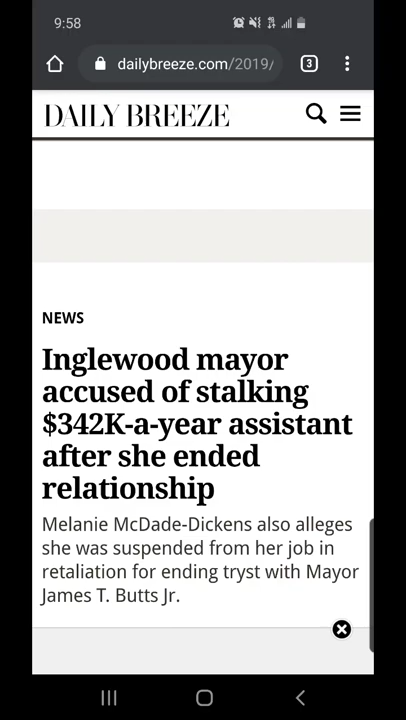 9:58
dailybreeze.com/2019/
3
DAILY BREEZE
NEWS
Inglewood mayor
accused of stalking
$342K-a-year assistant
after she ended
relationship
Melanie McDade-Dickens also alleges
she was suspended from her job in
retaliation for ending tryst with Mayor
James T. Butts Jr.